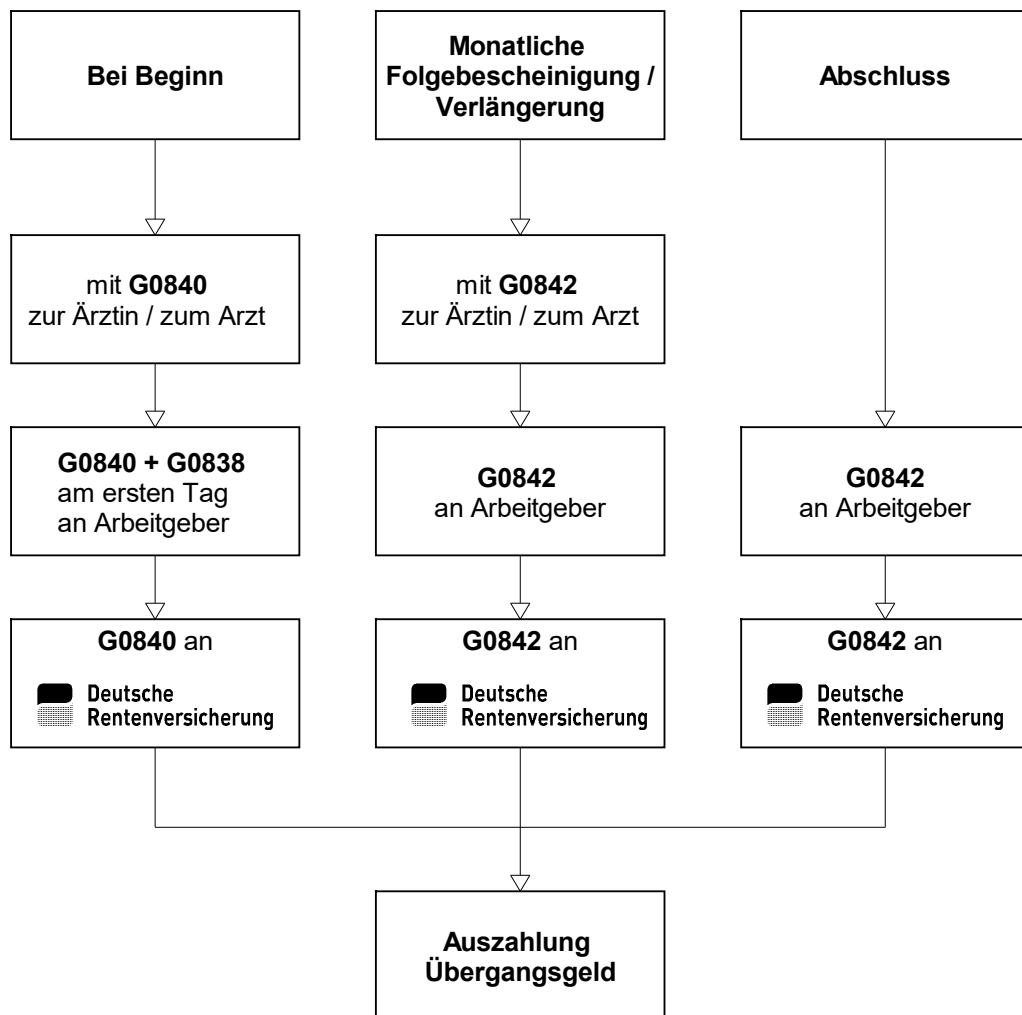 Bei Beginn
Monatliche
Folgebescheinigung /
Verlängerung
Abschluss
mit G0840
zur Ärztin / zum Arzt
mit G0842
zur Ärztin / zum Arzt
G0840 + G0838
am ersten Tag
an Arbeitgeber
G0842
an Arbeitgeber
G0842
an Arbeitgeber
G0840 an
Deutsche
Rentenversicherung
G0842 an
Deutsche
Rentenversicherung
G0842 an
Deutsche
Rentenversicherung
Auszahlung
Übergangsgeld